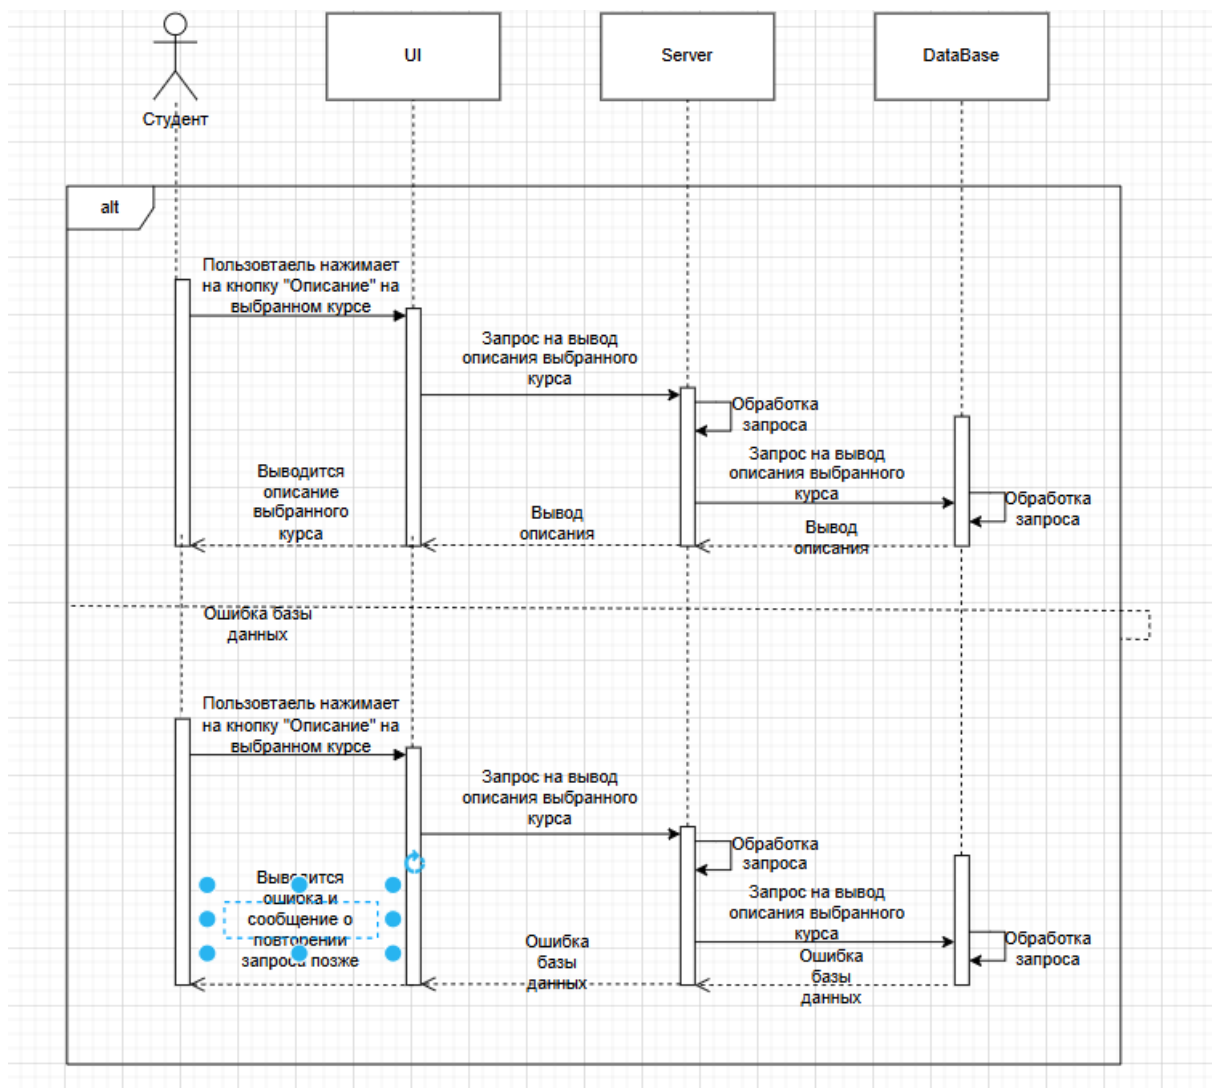 Студент
UI
Server
DataBase
alt
Пользовтаель нажимает
на кнопку "Описание" на
выбранном курсе
Запрос на вывод
описания выбранного
курса
Обработка
запроса
Запрос на вывод
описания выбранного
курса
Обработка
запроса
Вывод
описания
Вывод
описания
Выводится
описание
выбранного
курса
Ошибка базы
данных
Пользовтаель нажимает
на кнопку "Описание" на
выбранном курсе
Запрос на вывод
описания выбранного
курса
Обработка
запроса
Запрос на вывод
описания выбранного
курса
Обработка
запроса
Ошибка
базы
данных
Ошибка
базы
данных
Выводится
ошибка и
сообщение о
повторении
запроса позже